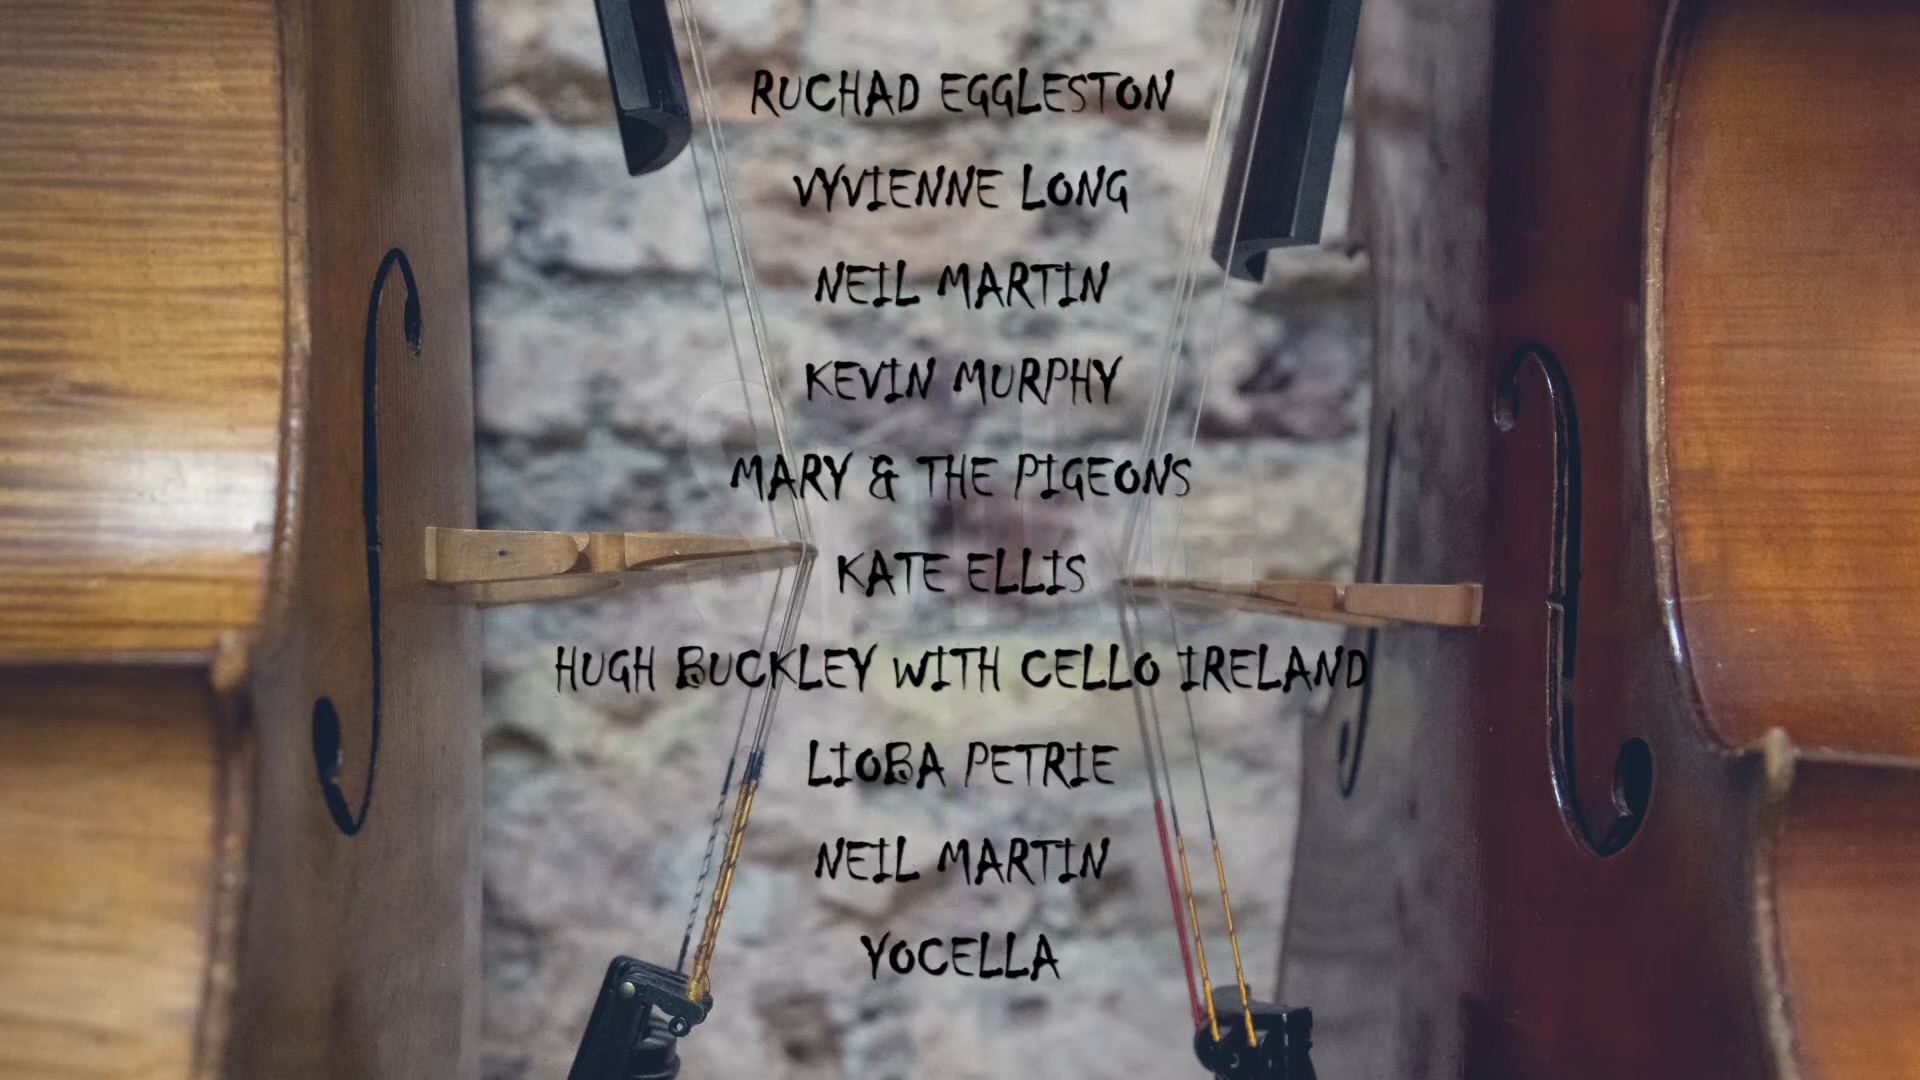 RUCHAD EGGLESTON
VYVIENNE LONG
NEIL MARTIN
KEVIN MURPHY
MARY & THE PIGEONS
KATE ELLIS
HUGH BUCKLEY WITH CELLO IRELAND
LIOBA PETRIE
NEIL MARTIN
YOCELLA